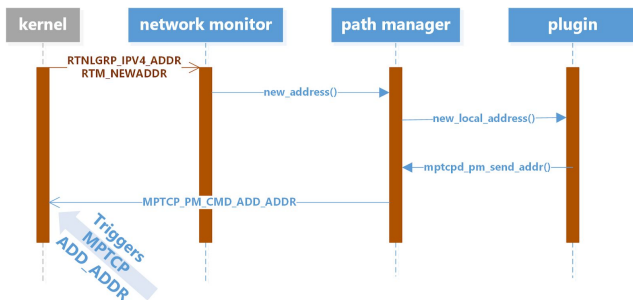 kernel
network monitor
path manager
plugin
RTNLGRP_IPV4_ADDR
RTM_NEWADDR
new_address()
new_local_address()
mptcpd_pm_send_addr()
MPTCP_PM_CMD_ADD_ADDR
Triggers
MPTCP
ADD_ADDR